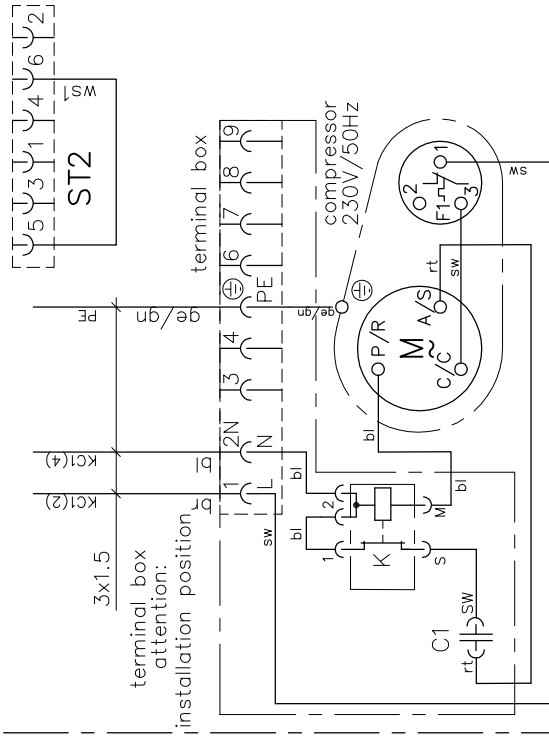 5 3 1 4 6 2
ST2
WS1
terminal box
1 2N 3 4 6 7 8 9
L N PE
PE
ge/gn
ge/gn
KC1(4)
bl
KC1(2)
br
3x1.5
terminal box
attention:
installation position
compressor
230V/50Hz
F1
1
2
3
sw
rt
sw
M
~
P/R
A/S
C/C
bl
bl
bl
bl
sw
1
2
K
M
S
sw
C1
rt